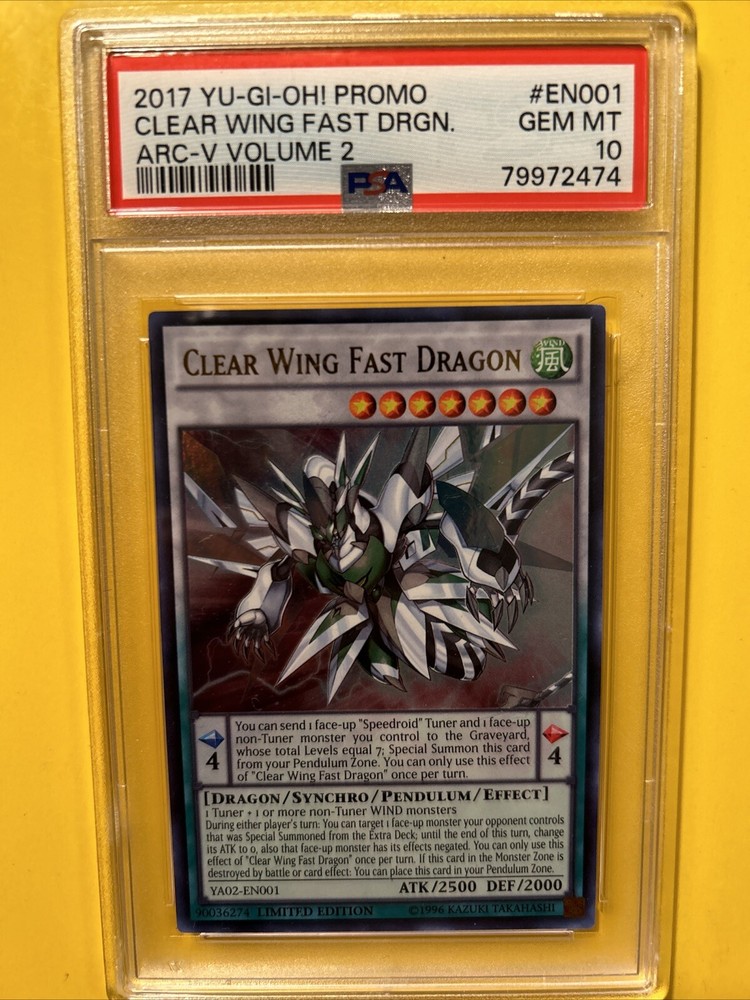 2017 YU-GI-OH! PROMO #EN001
CLEAR WING FAST DRGN. GEM MT
ARC-V VOLUME 2 10
PSA 79972474
CLEAR WING FAST DRAGON
WIND
風
You can send 1 face-up "Speedroid" Tuner and 1 face-up
non-Tuner monster you control to the Graveyard,
whose total Levels equal 7; Special Summon this card
from your Pendulum Zone. You can only use this effect
of "Clear Wing Fast Dragon" once per turn.
4 4
[DRAGON/SYNCHRO/PENDULUM/EFFECT]
1 Tuner + 1 or more non-Tuner WIND monsters
During either player's turn: You can target 1 face-up monster your opponent controls
that was Special Summoned from the Extra Deck; until the end of this turn, change
its ATK to 0, also that face-up monster has its effects negated. You can only use this
effect of "Clear Wing Fast Dragon" once per turn. If this card in the Monster Zone is
destroyed by battle or card effect: You can place this card in your Pendulum Zone.
YA02-EN001 ATK/2500 DEF/2000
90036274 LIMITED EDITION ©1996 KAZUKI TAKAHASHI